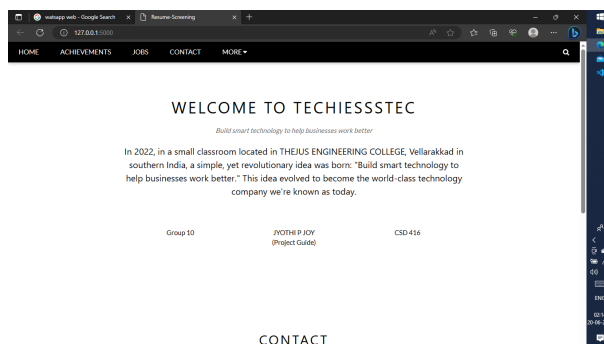 watsapp web - Google Search
Resume-Screening
127.0.0.1:5000
HOME ACHIEVEMENTS JOBS CONTACT MORE
WELCOME TO TECHIESSSTEC
Build smart technology to help businesses work better
In 2022, in a small classroom located in THEJUS ENGINEERING COLLEGE, Vellarakkad in
southern India, a simple, yet revolutionary idea was born: "Build smart technology to
help businesses work better." This idea evolved to become the world-class technology
company we're known as today.
Group 10 JYOTHI P JOY CSD 416
(Project Guide)
CONTACT
ENG